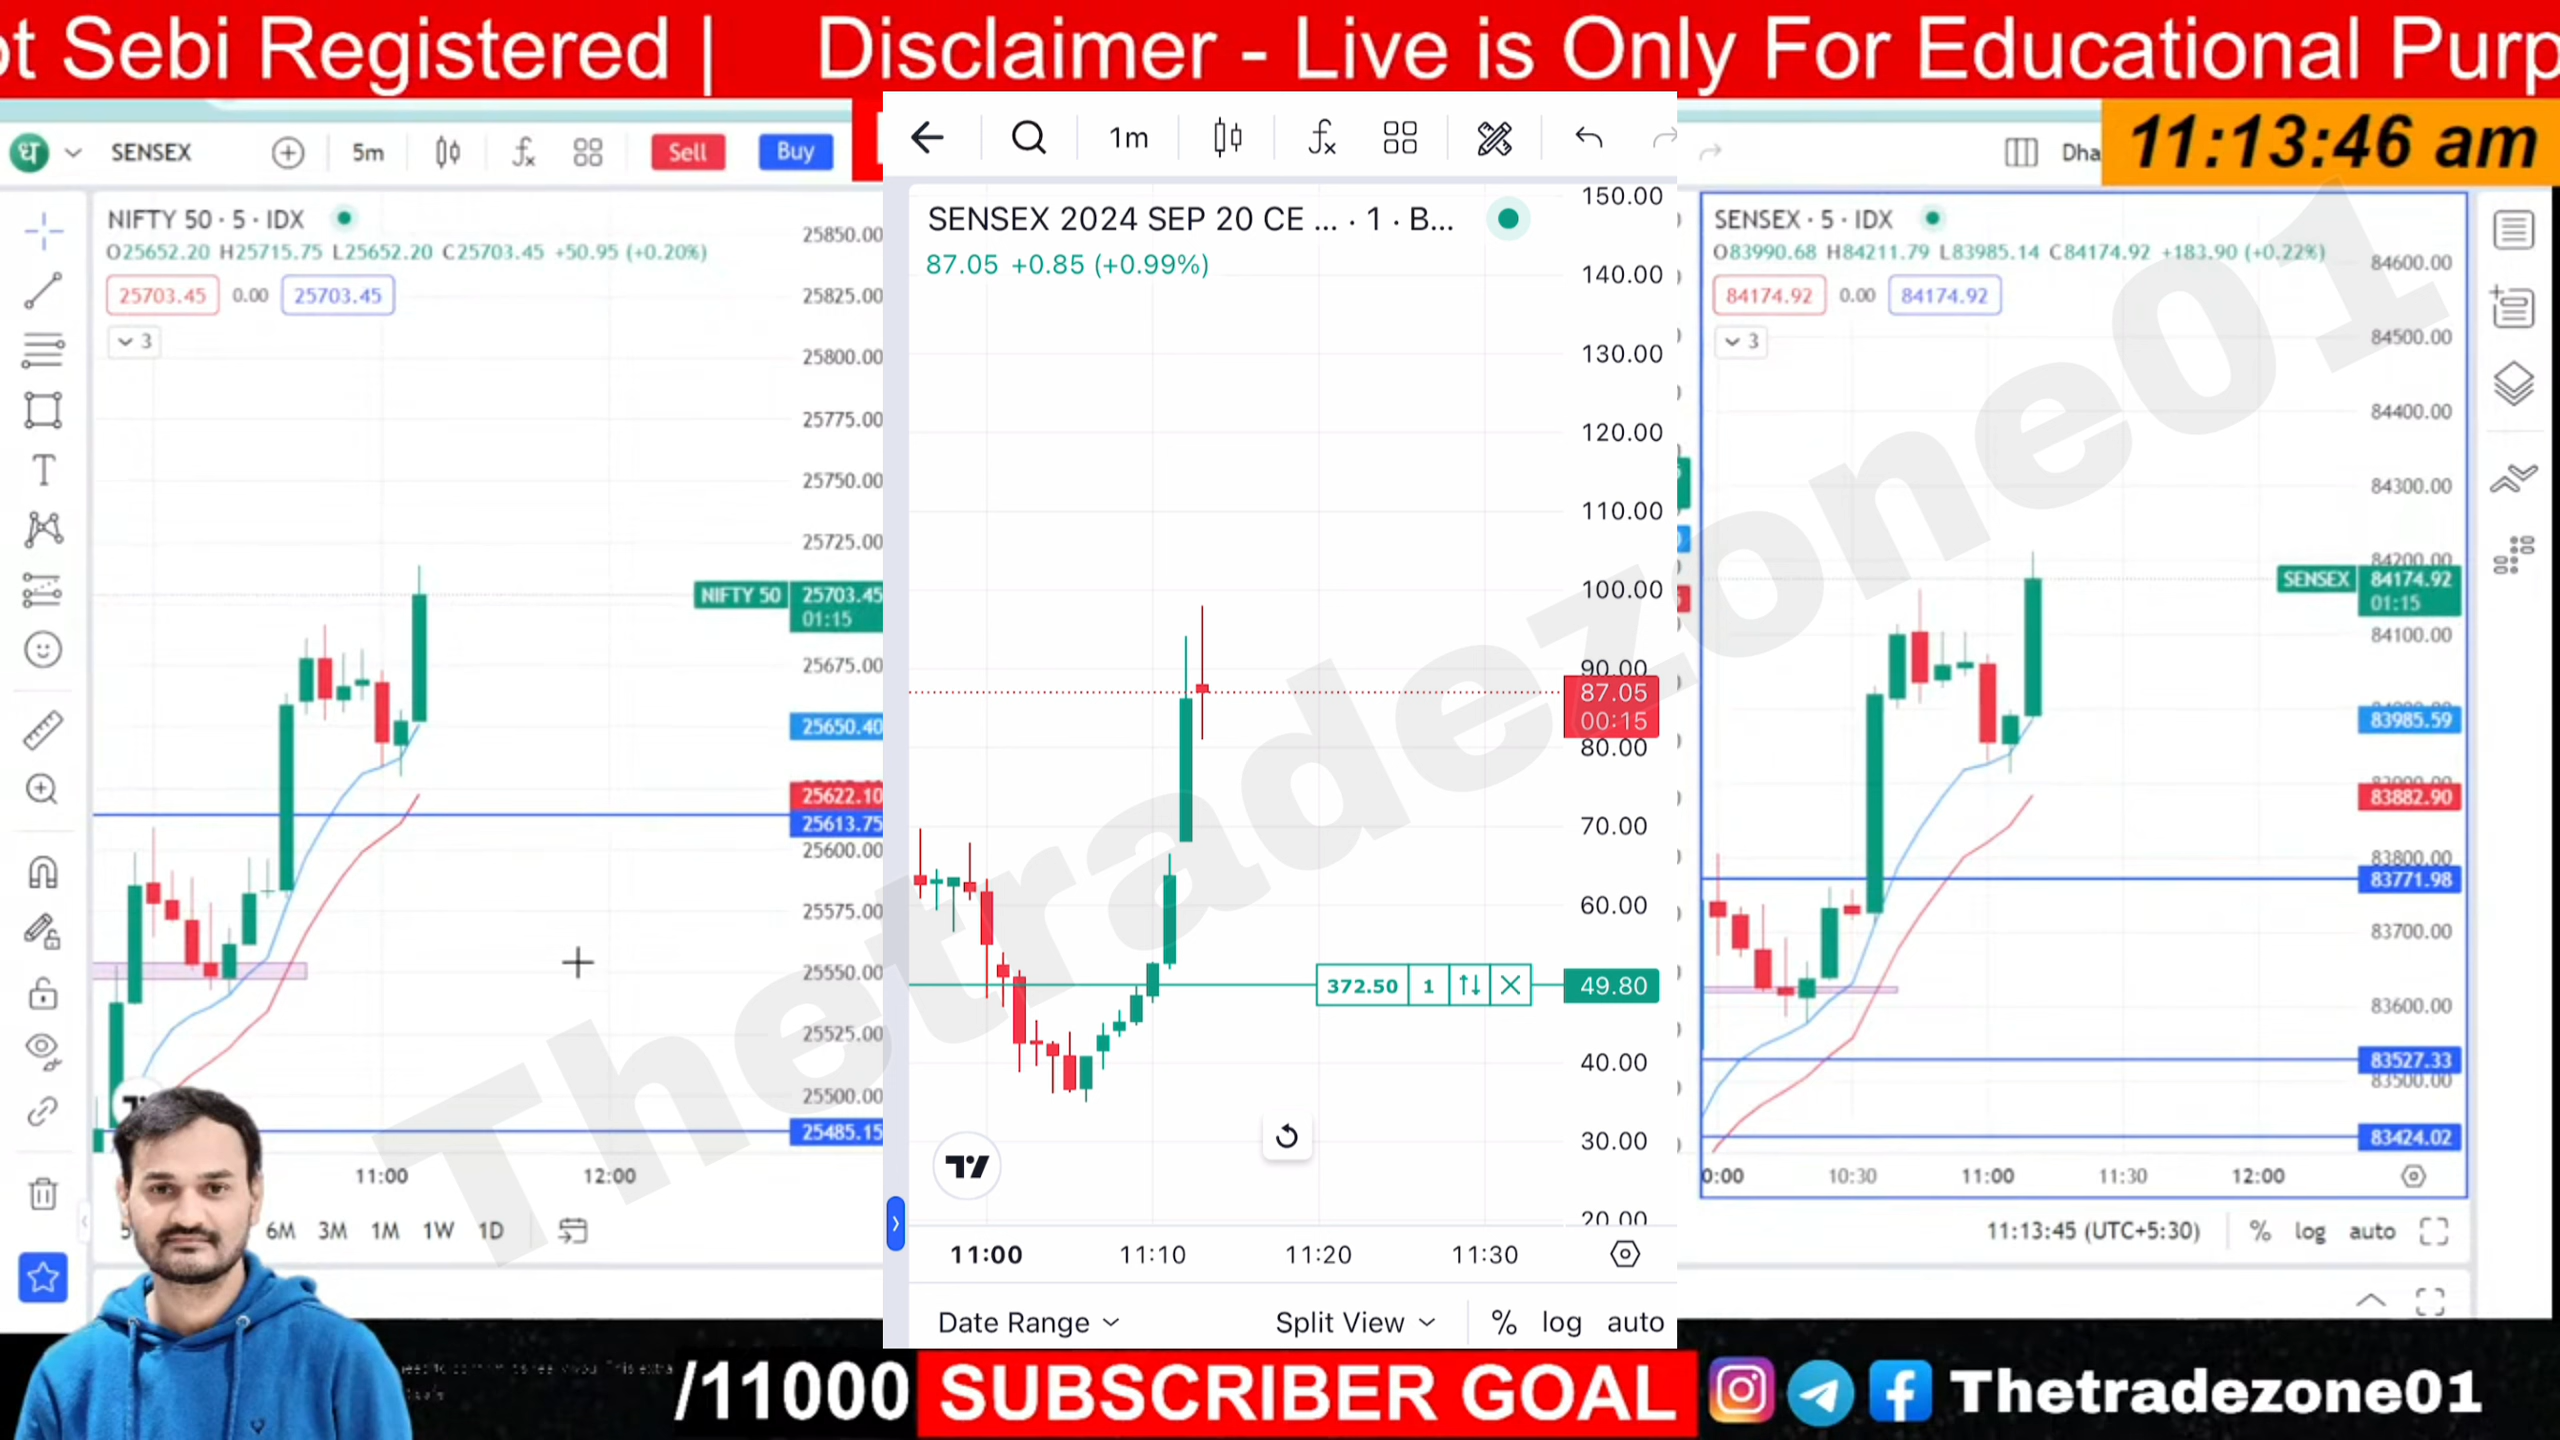 ot Sebi Registered | Disclaimer - Live is Only For Educational Purp
11:13:46 am
ध SENSEX 5m Sell Buy
NIFTY 50 · 5 · IDX
O25652.20 H25715.75 L25652.20 C25703.45 +50.95 (+0.20%)
25703.45 0.00 25703.45
3
25850.00
25825.00
25800.00
25775.00
25750.00
25725.00
NIFTY 50 25703.45
01:15
25675.00
25650.40
25622.10
25613.75
25600.00
25575.00
25550.00
25525.00
25500.00
25485.15
11:00 12:00
6M 3M 1M 1W 1D
1m
SENSEX 2024 SEP 20 CE ... · 1 · B...
87.05 +0.85 (+0.99%)
150.00
140.00
130.00
120.00
110.00
100.00
90.00
87.05
00:15
80.00
70.00
60.00
372.50 1 49.80
40.00
30.00
20.00
11:00 11:10 11:20 11:30
Date Range Split View % log auto
Dha
SENSEX · 5 · IDX
O83990.68 H84211.79 L83985.14 C84174.92 +183.90 (+0.22%)
84174.92 0.00 84174.92
3
84600.00
84500.00
84400.00
84300.00
84200.00
SENSEX 84174.92
01:15
84100.00
83985.59
83882.90
83800.00
83771.98
83700.00
83600.00
83527.33
83500.00
83424.02
0:00 10:30 11:00 11:30 12:00
11:13:45 (UTC+5:30) % log auto
Thetradezone01
/11000 SUBSCRIBER GOAL Thetradezone01